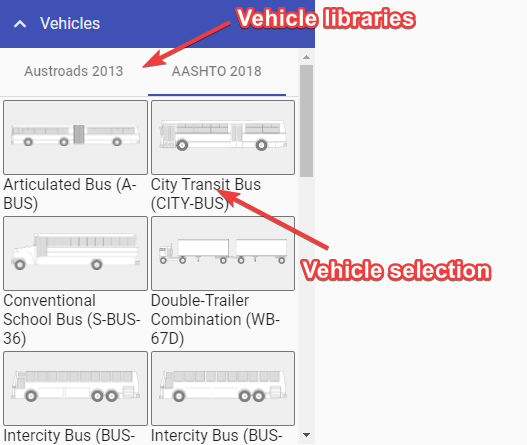 Vehicles
Vehicle libraries
Austroads 2013
AASHTO 2018
Articulated Bus (A-
BUS)
City Transit Bus
(CITY-BUS)
Vehicle selection
Conventional
School Bus (S-BUS-
36)
Double-Trailer
Combination (WB-
67D)
Intercity Bus (BUS-
Intercity Bus (BUS-